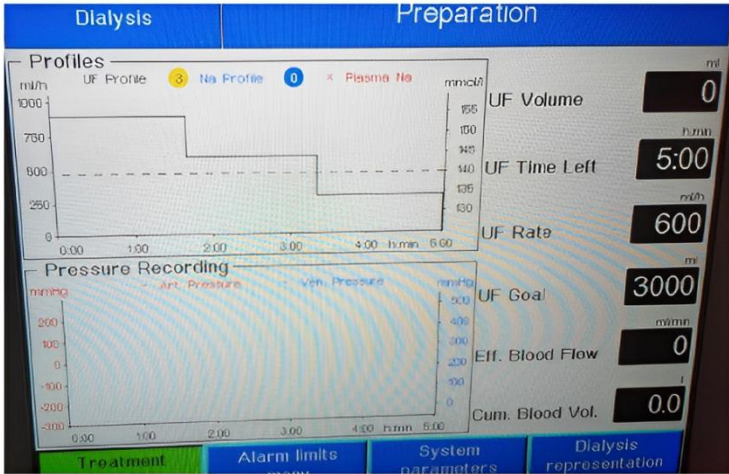 Dialysis
Preparation
Profiles
ml/h UF Profile 3 Na Profile 0 × Plasma Na mmol/l
1000
750
500
250
0
155
150
145
140
135
130
0:00 1:00 2:00 3:00 4:00 h:min 5:00
Pressure Recording
mmHg Art. Pressure Ven. Pressure mmHg
200
100
0
-100
-200
-300
500
400
300
200
100
0
0:00 1:00 2:00 3:00 4:00 h:min 5:00
ml
UF Volume 0
h:min
UF Time Left 5:00
ml/h
UF Rate 600
ml
UF Goal 3000
ml/min
Eff. Blood Flow 0
l
Cum. Blood Vol. 0.0
Treatment
Alarm limits
menu
System
parameters
Dialysis
representation